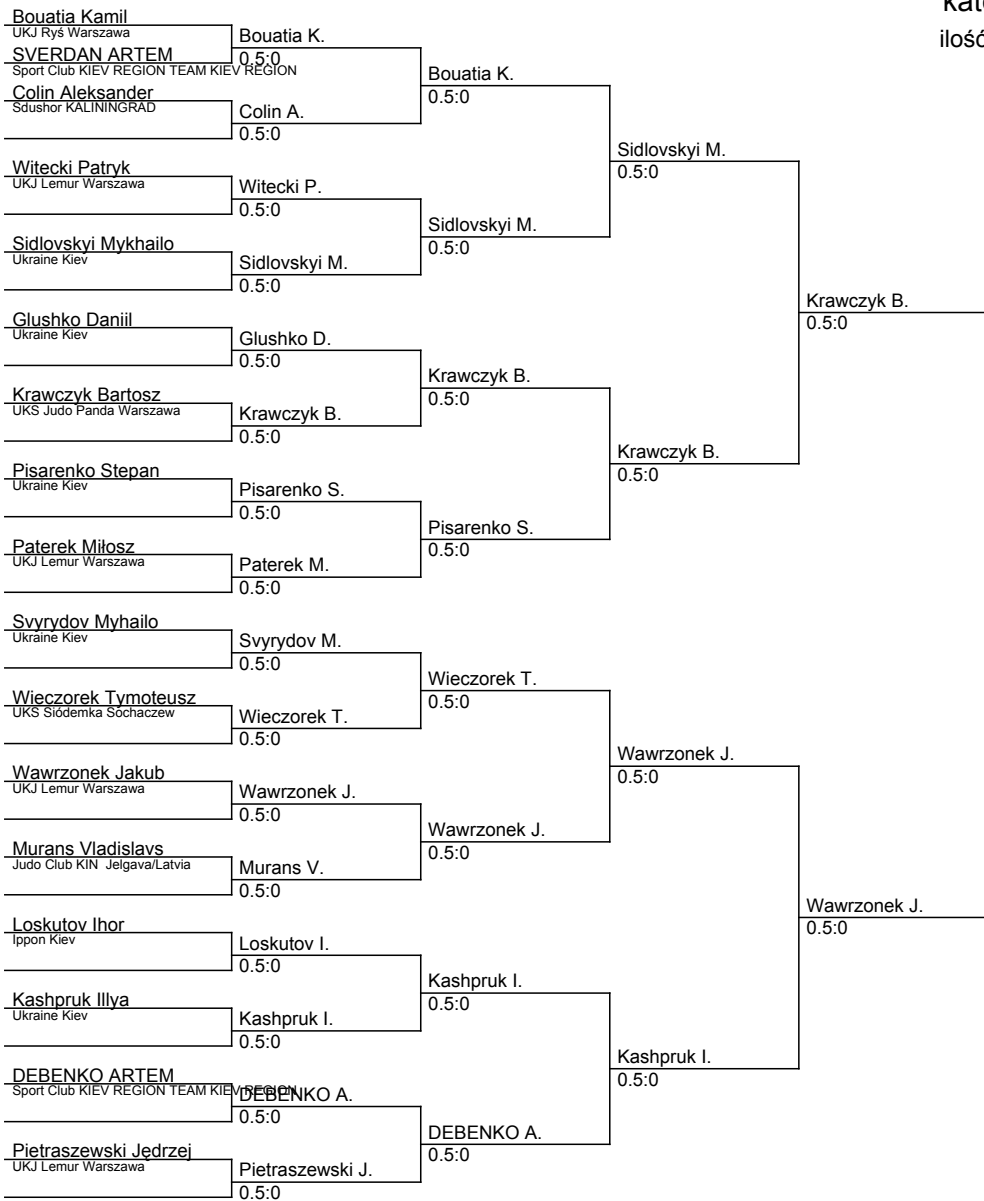 Bouatia Kamil
UKJ Ryś Warszawa
SVERDAN ARTEM
Sport Club KIEV REGION TEAM KIEV REGION
Colin Aleksander
Sdushor KALININGRAD
Witecki Patryk
UKJ Lemur Warszawa
Sidlovskyi Mykhailo
Ukraine Kiev
Glushko Daniil
Ukraine Kiev
Krawczyk Bartosz
UKS Judo Panda Warszawa
Pisarenko Stepan
Ukraine Kiev
Paterek Miłosz
UKJ Lemur Warszawa
Svyrydov Myhailo
Ukraine Kiev
Wieczorek Tymoteusz
UKS Siódemka Sochaczew
Wawrzonek Jakub
UKJ Lemur Warszawa
Murans Vladislavs
Judo Club KIN Jelgava/Latvia
Loskutov Ihor
Ippon Kiev
Kashpruk Illya
Ukraine Kiev
DEBENKO ARTEM
Sport Club KIEV REGION TEAM KIEV REGION
Pietraszewski Jędrzej
UKJ Lemur Warszawa
Bouatia K.
0.5:0
Colin A.
0.5:0
Witecki P.
0.5:0
Sidlovskyi M.
0.5:0
Glushko D.
0.5:0
Krawczyk B.
0.5:0
Pisarenko S.
0.5:0
Paterek M.
0.5:0
Svyrydov M.
0.5:0
Wieczorek T.
0.5:0
Wawrzonek J.
0.5:0
Murans V.
0.5:0
Loskutov I.
0.5:0
Kashpruk I.
0.5:0
DEBENKO A.
0.5:0
Pietraszewski J.
0.5:0
Bouatia K.
0.5:0
Sidlovskyi M.
0.5:0
Krawczyk B.
0.5:0
Pisarenko S.
0.5:0
Wieczorek T.
0.5:0
Wawrzonek J.
0.5:0
Kashpruk I.
0.5:0
DEBENKO A.
0.5:0
Sidlovskyi M.
0.5:0
Krawczyk B.
0.5:0
Wawrzonek J.
0.5:0
Kashpruk I.
0.5:0
Krawczyk B.
0.5:0
Wawrzonek J.
0.5:0
ilość